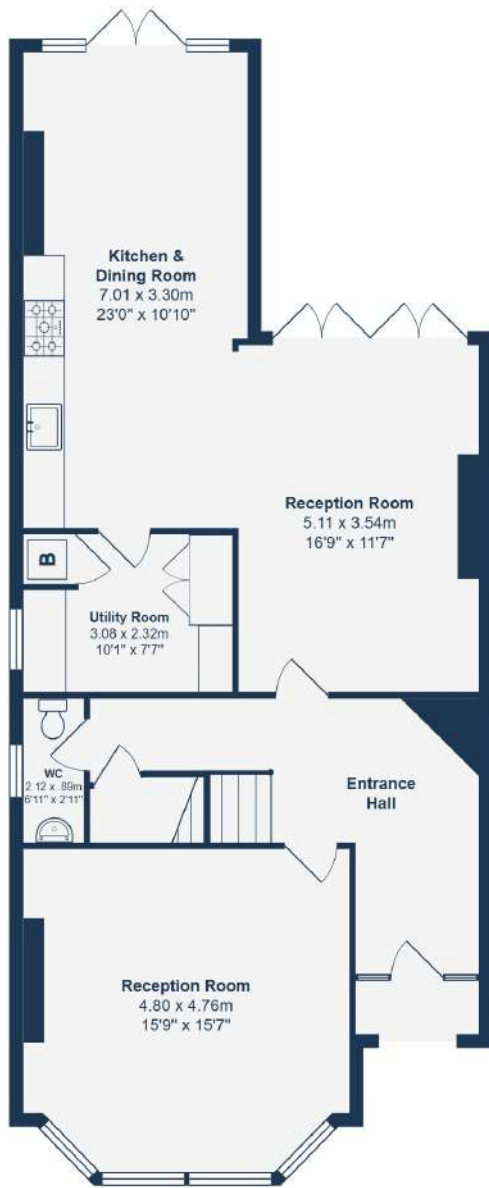 Kitchen &
Dining Room
7.01 x 3.30m
23'0" x 10'10"
Reception Room
5.11 x 3.54m
16'9" x 11'7"
B
Utility Room
3.08 x 2.32m
10'1" x 7'7"
WC
2.12 x .89m
6'11" x 2'11"
Entrance
Hall
Reception Room
4.80 x 4.76m
15'9" x 15'7"